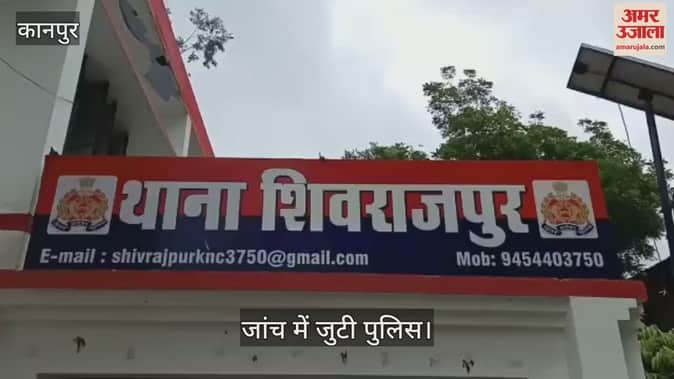 कानपुर
अमर
उजाला
amarujala.com
थाना शिवराजपुर
E-mail : shivrajpurknc3750@gmail.com Mob: 9454403750
जांच में जुटी पुलिस।